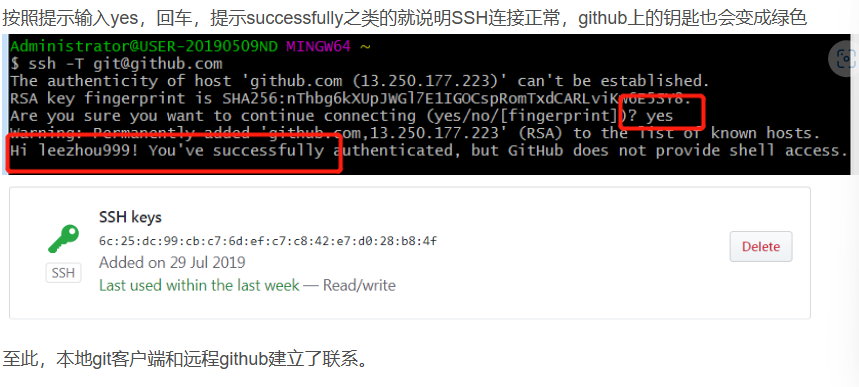 按照提示输入yes，回车，提示successfully之类的就说明SSH连接正常，github上的钥匙也会变成绿色
Administrator@USER-20190509ND MINGW64 ~
$ ssh -T git@github.com
The authenticity of host 'github.com (13.250.177.223)' can't be established.
RSA key fingerprint is SHA256:nThbg6kXUpJWGl7E1IGOCspRomTxdCARLviKW6E5SY8.
Are you sure you want to continue connecting (yes/no/[fingerprint])? yes
Warning: Permanently added 'github.com,13.250.177.223' (RSA) to the list of known hosts.
Hi leezhou999! You've successfully authenticated, but GitHub does not provide shell access.
SSH keys
6c:25:dc:99:cb:c7:6d:ef:c7:c8:42:e7:d0:28:b8:4f
Delete
SSH
Added on 29 Jul 2019
Last used within the last week — Read/write
至此，本地git客户端和远程github建立了联系。